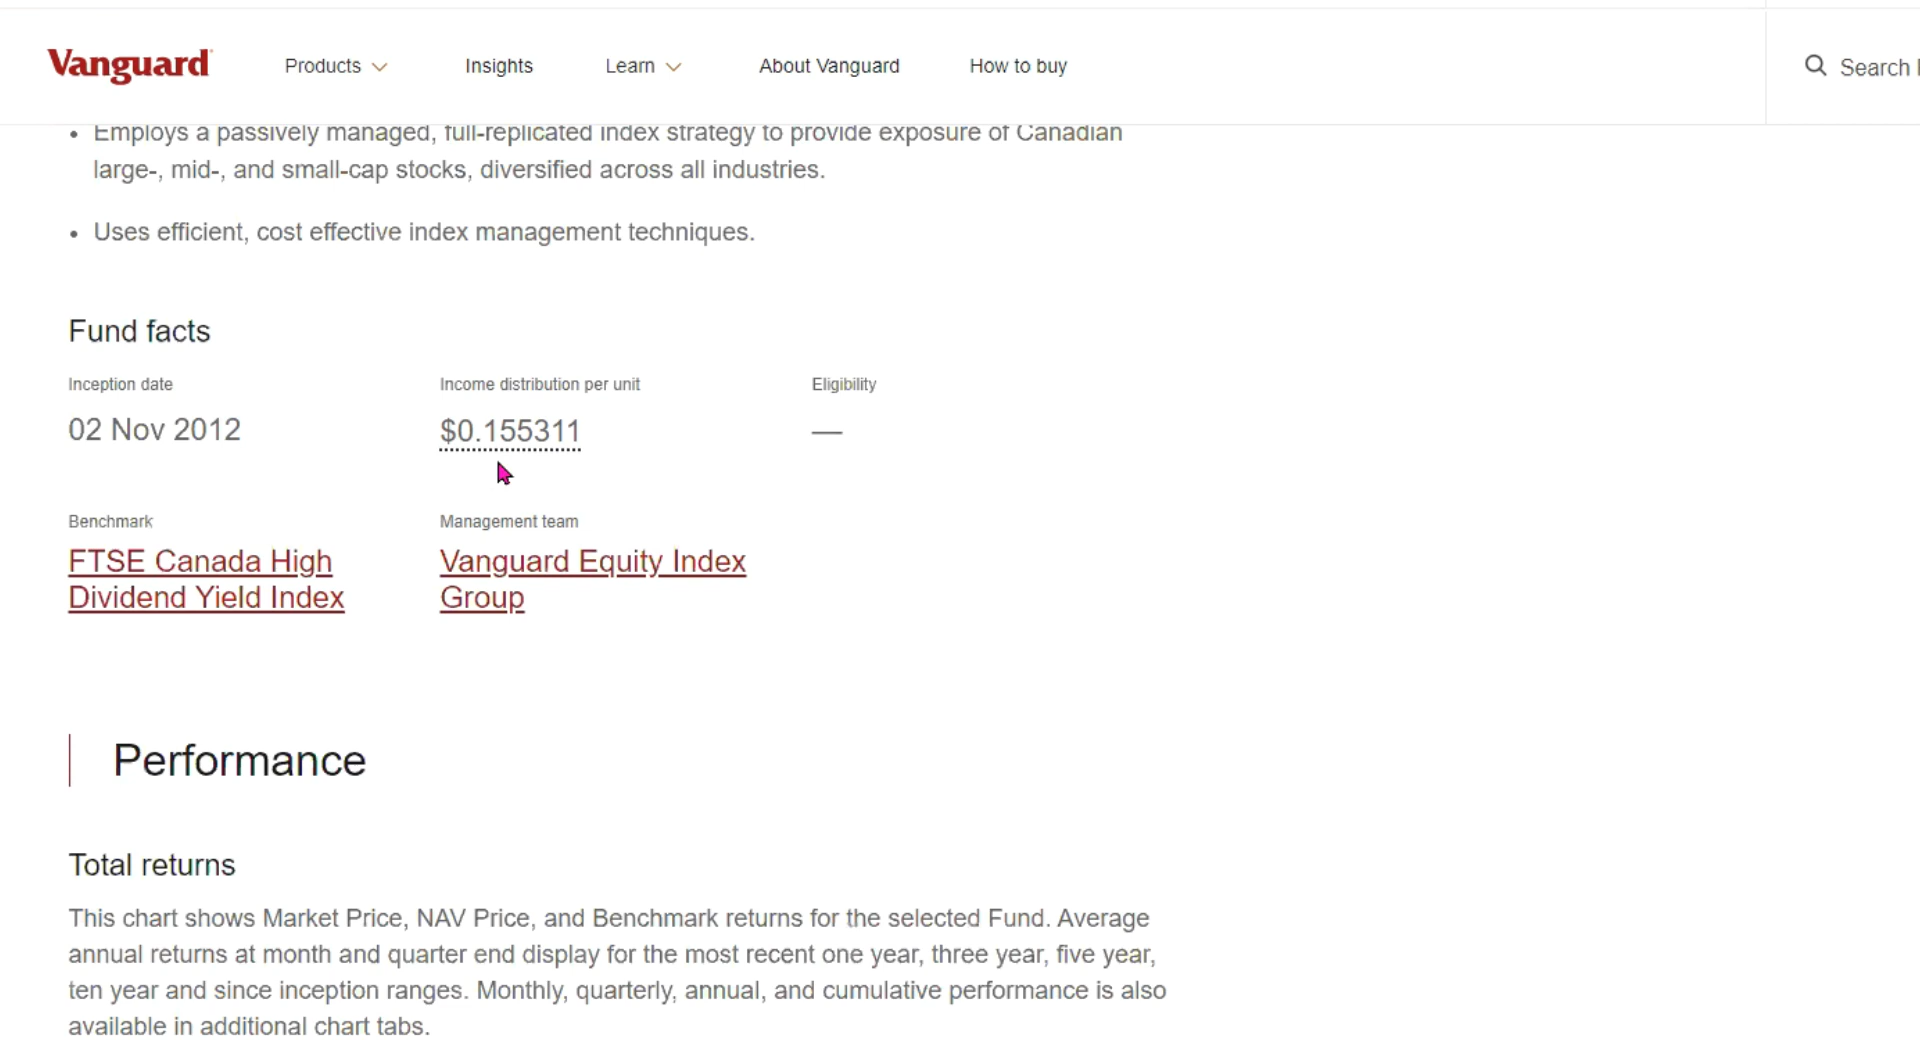 Vanguard
Products
Insights
Learn
About Vanguard
How to buy
Search
• Employs a passively managed, full-replicated index strategy to provide exposure of Canadian
large-, mid-, and small-cap stocks, diversified across all industries.
• Uses efficient, cost effective index management techniques.
Fund facts
Inception date
Income distribution per unit
Eligibility
02 Nov 2012
$0.155311
—
Benchmark
Management team
FTSE Canada High
Dividend Yield Index
Vanguard Equity Index
Group
Performance
Total returns
This chart shows Market Price, NAV Price, and Benchmark returns for the selected Fund. Average
annual returns at month and quarter end display for the most recent one year, three year, five year,
ten year and since inception ranges. Monthly, quarterly, annual, and cumulative performance is also
available in additional chart tabs.